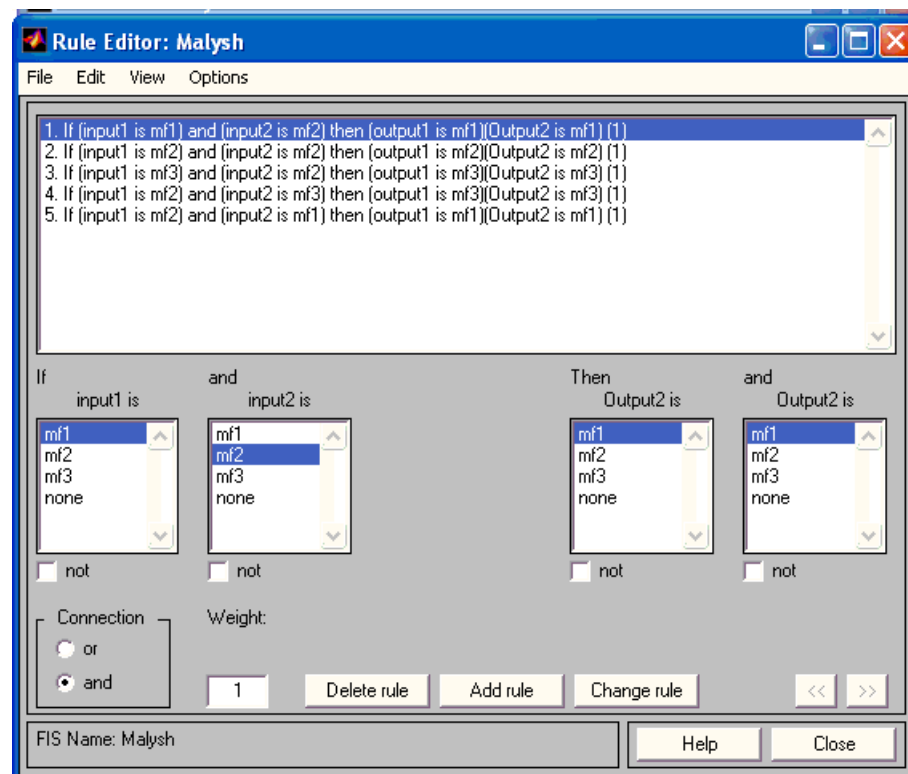 Rule Editor: Malysh
File Edit View Options
1. If (input1 is mf1) and (input2 is mf2) then (output1 is mf1)(Output2 is mf1) (1)
2. If (input1 is mf2) and (input2 is mf2) then (output1 is mf2)(Output2 is mf2) (1)
3. If (input1 is mf3) and (input2 is mf2) then (output1 is mf3)(Output2 is mf3) (1)
4. If (input1 is mf2) and (input2 is mf3) then (output1 is mf3)(Output2 is mf3) (1)
5. If (input1 is mf2) and (input2 is mf1) then (output1 is mf1)(Output2 is mf1) (1)
If and Then and
input1 is input2 is Output2 is Output2 is
mf1 mf1 mf1 mf1
mf2 mf2 mf2 mf2
mf3 mf3 mf3 mf3
none none none none
not not not not
Connection Weight:
or
and 1 Delete rule Add rule Change rule << >>
FIS Name: Malysh Help Close